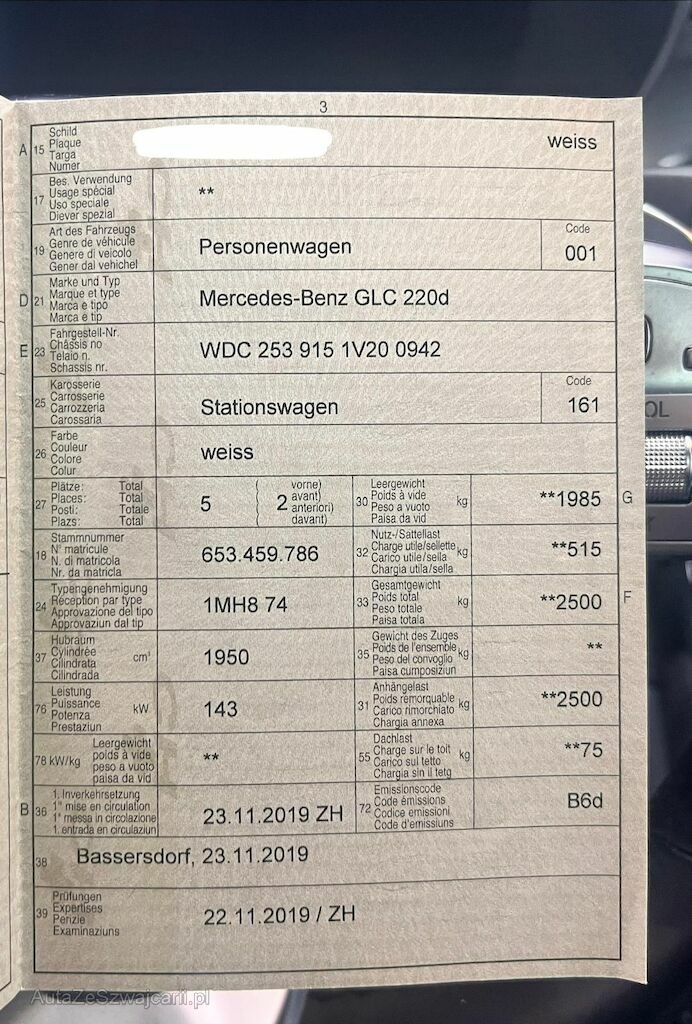 3
A 15 Schild
Plaque
Targa
Numer
weiss
17 Bes. Verwendung
Usage spécial
Uso speciale
Diever spezial
**
19 Art des Fahrzeugs
Genre de véhicule
Genere di veicolo
Gener dal vehichel
Personenwagen
Code
001
D 21 Marke und Typ
Marque et type
Marca e tipo
Marca e tip
Mercedes-Benz GLC 220d
E 23 Fahrgestell-Nr.
Châssis no
Telaio n.
Schassis nr.
WDC 253 915 1V20 0942
25 Karosserie
Carrosserie
Carrozzeria
Carossaria
Stationswagen
Code
161
26 Farbe
Couleur
Colore
Colur
weiss
27 Plätze: Total
Places: Total
Posti: Totale
Plazs: Total
5
2
vorne)
( avant)
( anteriori)
davant)
30 Leergewicht
Poids à vide
Peso a vuoto
Paisa da vid
kg
**1985
G
18 Stammnummer
N° matricule
N. di matricola
Nr. da matricla
653.459.786
32 Nutz-/Sattellast
Charge utile/sellette
Carico utile/sella
Chargia utila/sella
kg
**515
24 Typengenehmigung
Réception par type
Approvazione del tipo
Approvaziun dal tip
1MH8 74
33 Gesamtgewicht
Poids total
Peso totale
Paisa totala
kg
**2500
F
37 Hubraum
Cylindrée
Cilindrata
Cilindrada
cm³
1950
35 Gewicht des Zuges
Poids de l'ensemble
Peso del convoglio
Paisa cumposiziun
kg
**
76 Leistung
Puissance
Potenza
Prestaziun
kW
143
31 Anhängelast
Poids remorquable
Carico rimorchiato
Chargia annexa
kg
**2500
78 kW/kg
Leergewicht
poids à vide
peso a vuoto
paisa da vid
**
55 Dachlast
Charge sur le toit
Carico sul tetto
Chargia sin il tetg
kg
**75
B 36 1. Inverkehrsetzung
1re mise en circulation
1a messa in circolazione
1. entrada en circulaziun
23.11.2019 ZH
72 Emissionscode
Code émissions
Codice emissioni
Code d'emissiuns
B6d
38 Bassersdorf, 23.11.2019
39 Prüfungen
Expertises
Perizie
Examinaziuns
22.11.2019 / ZH
AutaZeSzwajcarii.pl
OL